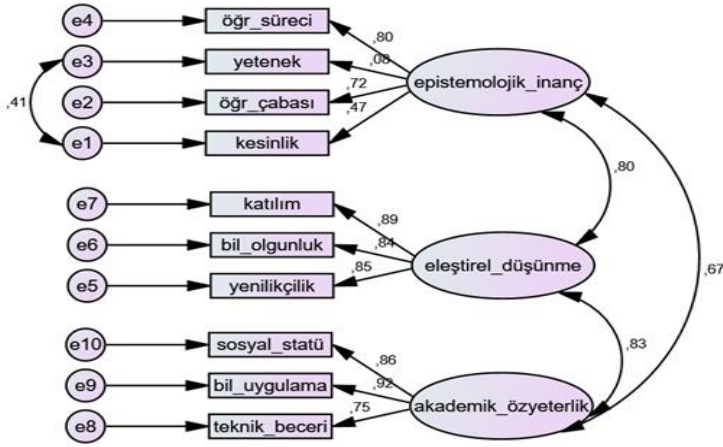 e4
öğr_süreci
,80
e3
yetenek
,08
epistemolojik_inanç
,41
e2
öğr_çabası
,72
e1
kesinlik
,47
,80
e7
katılım
,89
e6
bil_olgunluk
,84
eleştirel_düşünme
e5
yenilikçilik
,85
,67
e10
sosyal_statü
,86
,83
e9
bil_uygulama
,92
akademik_özyeterlik
e8
teknik_beceri
,75